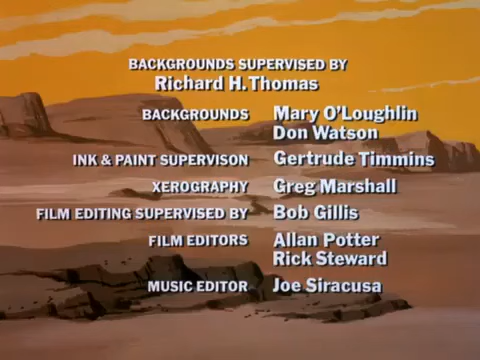 BACKGROUNDS SUPERVISED BY
Richard H. Thomas
BACKGROUNDS Mary O'Loughlin
Don Watson
INK & PAINT SUPERVISON Gertrude Timmins
XEROGRAPHY Greg Marshall
FILM EDITING SUPERVISED BY Bob Gillis
FILM EDITORS Allan Potter
Rick Steward
MUSIC EDITOR Joe Siracusa